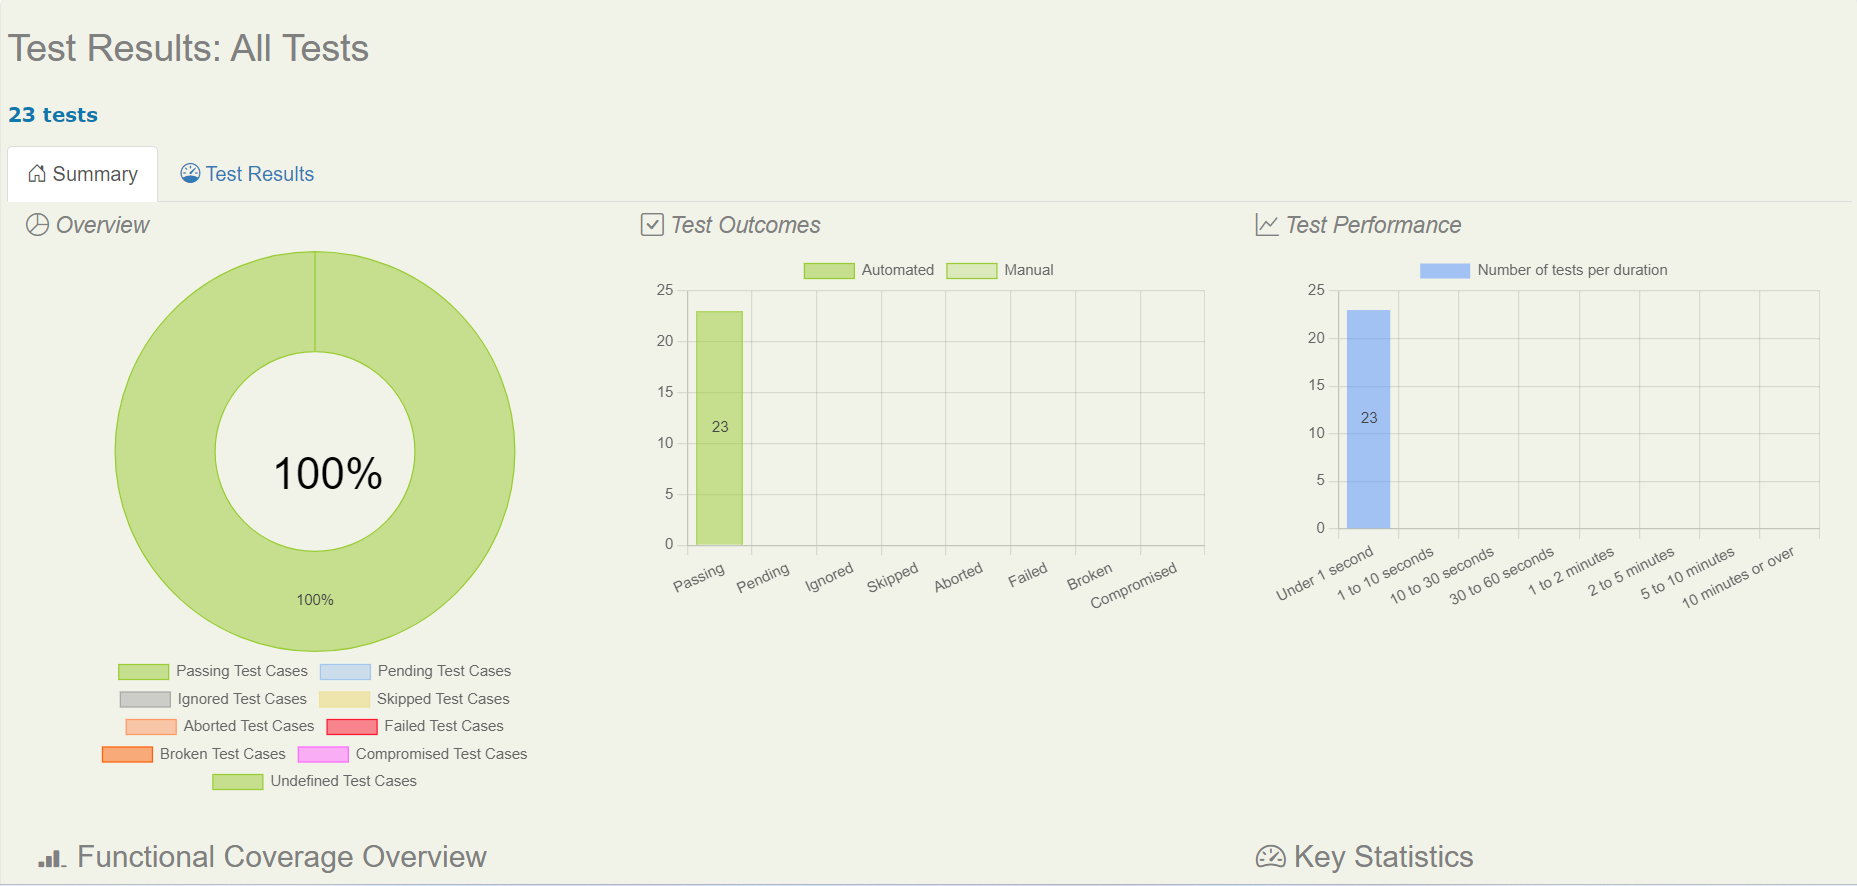 Test Results: All Tests
23 tests
Summary
Test Results
Overview
100%
100%
Passing Test Cases
Pending Test Cases
Ignored Test Cases
Skipped Test Cases
Aborted Test Cases
Failed Test Cases
Broken Test Cases
Compromised Test Cases
Undefined Test Cases
Test Outcomes
Automated
Manual
25
20
15
10
5
0
23
Passing
Pending
Ignored
Skipped
Aborted
Failed
Broken
Compromised
Test Performance
Number of tests per duration
25
20
15
10
5
0
23
Under 1 second
1 to 10 seconds
10 to 30 seconds
30 to 60 seconds
1 to 2 minutes
2 to 5 minutes
5 to 10 minutes
10 minutes or over
Functional Coverage Overview
Key Statistics